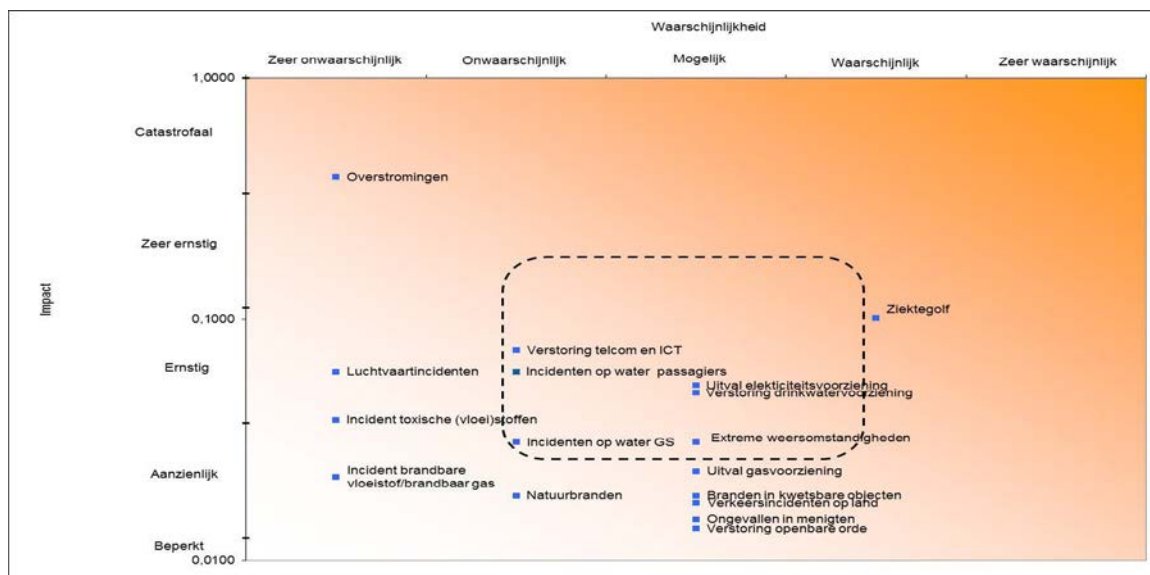 Waarschijnlijkheid
Zeer onwaarschijnlijk
Onwaarschijnlijk
Mogelijk
Waarschijnlijk
Zeer waarschijnlijk
1,0000
Catastrofaal
Overstromingen
Zeer ernstig
Impact
Ziektegolf
0,1000
Verstoring telcom en ICT
Ernstig
Luchtvaartincidenten
Incidenten op water passagiers
Uitval elekticiteitsvoorziening
Verstoring drinkwatervoorziening
Incident toxische (vloei)stoffen
Incidenten op water GS
Extreme weersomstandigheden
Aanzienlijk
Incident brandbare
vloeistof/brandbaar gas
Uitval gasvoorziening
Natuurbranden
Branden in kwetsbare objecten
Verkeersincidenten op land
Ongevallen in menigten
Verstoring openbare orde
Beperkt
0,0100